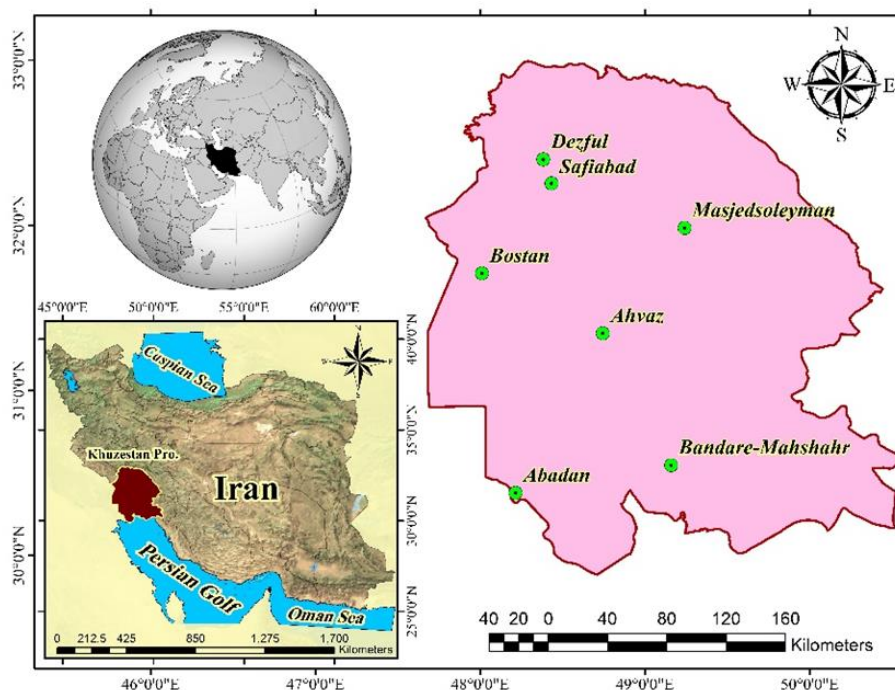 33°0'0"N
32°0'0"N
31°0'0"N
30°0'0"N
N
W E
S
Dezful
Safiabad
Masjedsoleyman
Bostan
Ahvaz
Bandare-Mahshahr
Abadan
40 20 0 40 80 120 160
Kilometers
45°0'0"E 50°0'0"E 55°0'0"E 60°0'0"E
40°0'0"N
35°0'0"N
30°0'0"N
25°0'0"N
Caspian Sea
Khuzestan Pro.
Iran
Persian Golf
Oman Sea
0 212.5 425 850 1,275 1,700
Kilometers
46°0'0"E 47°0'0"E 48°0'0"E 49°0'0"E 50°0'0"E